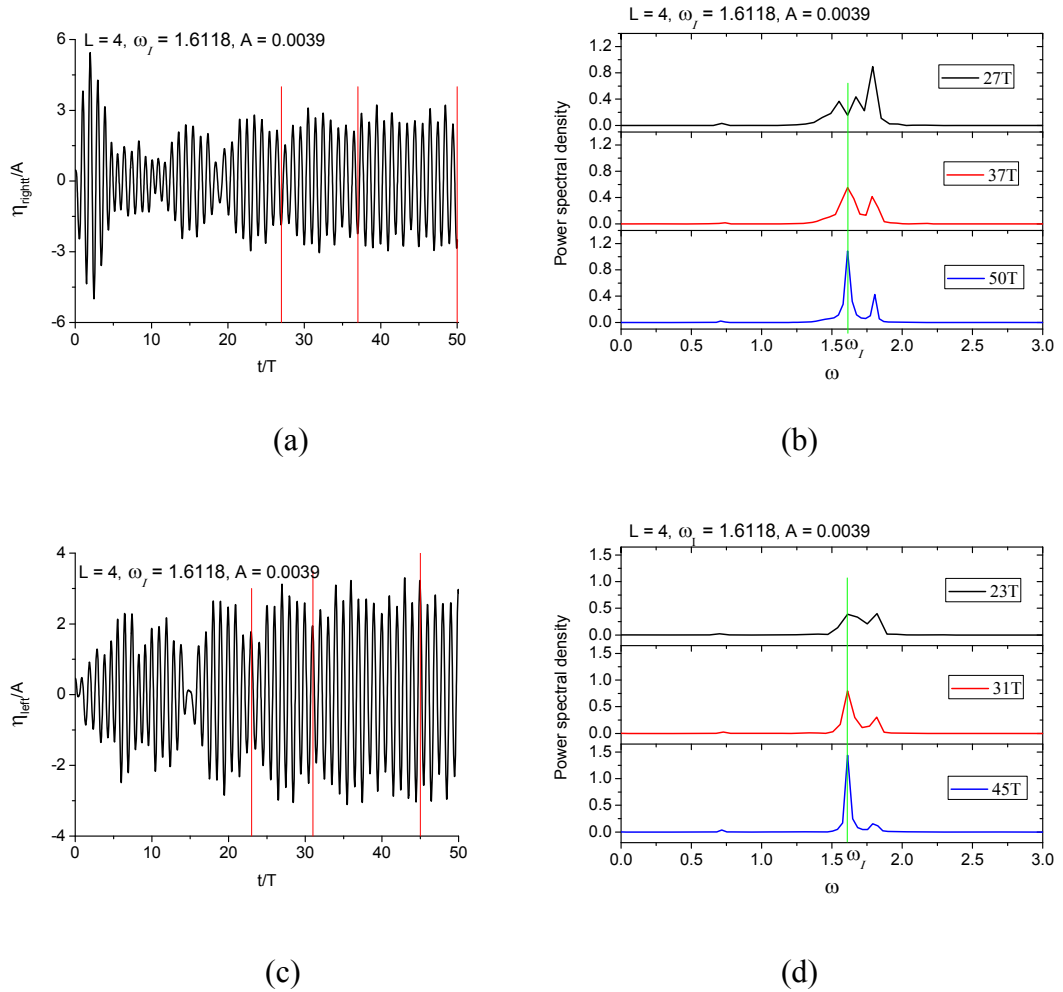 L = 4, ω_I = 1.6118, A = 0.0039
η_rightt/A
6
3
0
-3
-6
0 10 20 30 40 50
t/T
(a)
L = 4, ω_I = 1.6118, A = 0.0039
Power spectral density
1.2
0.8
0.4
0.0
27T
1.2
0.8
0.4
0.0
37T
1.2
0.8
0.4
0.0
50T
0.0 0.5 1.0 1.5 ω_I 2.0 2.5 3.0
ω
(b)
L = 4, ω_I = 1.6118, A = 0.0039
η_left/A
4
2
0
-2
-4
0 10 20 30 40 50
t/T
(c)
L = 4, ω_I = 1.6118, A = 0.0039
Power spectral density
1.5
1.0
0.5
0.0
23T
1.5
1.0
0.5
0.0
31T
1.5
1.0
0.5
0.0
45T
0.0 0.5 1.0 1.5 ω_I 2.0 2.5 3.0
ω
(d)